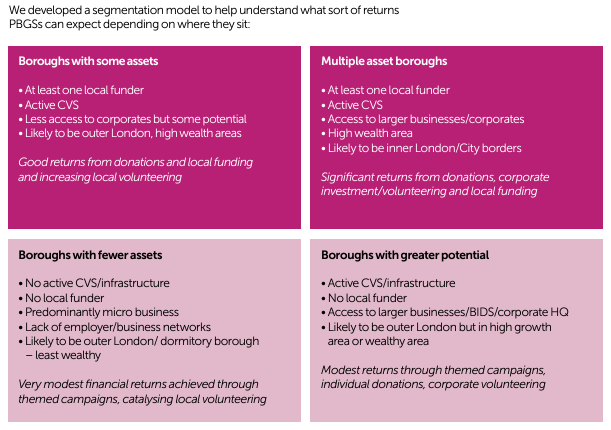 We developed a segmentation model to help understand what sort of returns
PBGSs can expect depending on where they sit:
Boroughs with some assets
• At least one local funder
• Active CVS
• Less access to corporates but some potential
• Likely to be outer London, high wealth areas
Good returns from donations and local funding
and increasing local volunteering
Multiple asset boroughs
• At least one local funder
• Active CVS
• Access to larger businesses/corporates
• High wealth area
• Likely to be inner London/City borders
Significant returns from donations, corporate
investment/volunteering and local funding
Boroughs with fewer assets
• No active CVS/infrastructure
• No local funder
• Predominantly micro business
• Lack of employer/business networks
• Likely to be outer London/ dormitory borough
– least wealthy
Very modest financial returns achieved through
themed campaigns, catalysing local volunteering
Boroughs with greater potential
• Active CVS/infrastructure
• No local funder
• Access to larger businesses/BIDS/corporate HQ
• Likely to be outer London but in high growth
area or wealthy area
Modest returns through themed campaigns,
individual donations, corporate volunteering